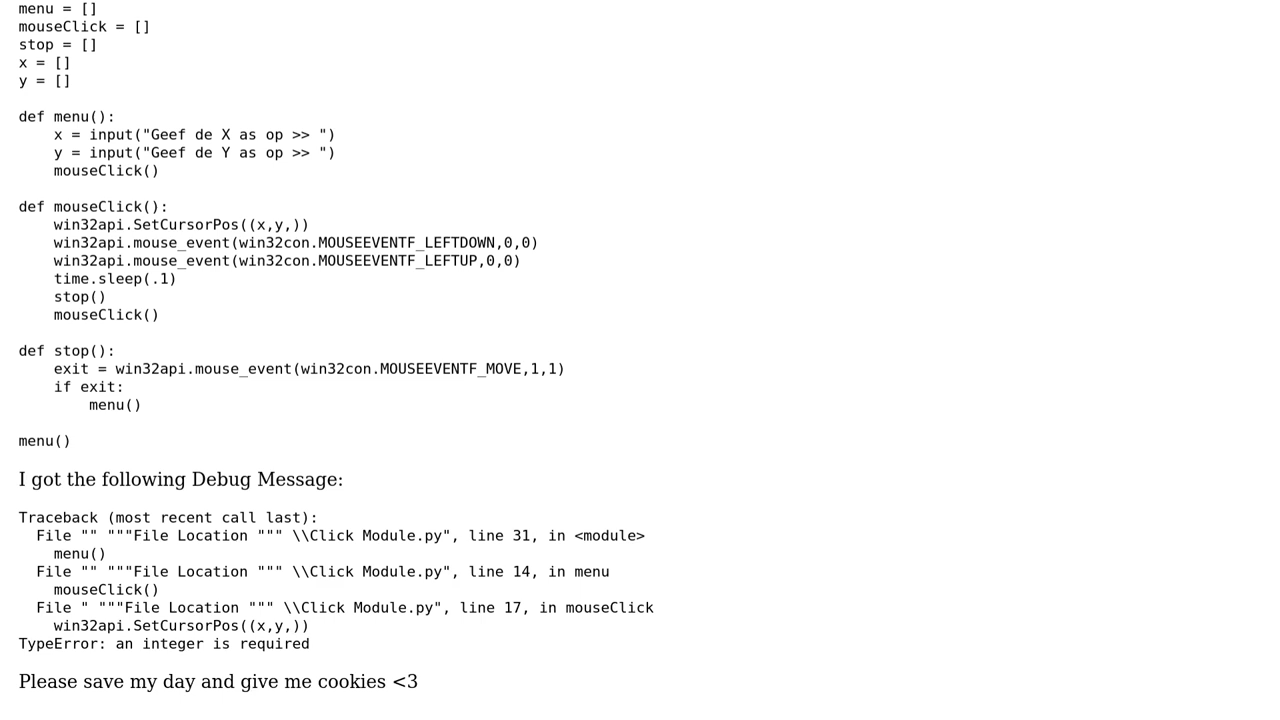 menu = []
mouseClick = []
stop = []
x = []
y = []
def menu():
    x = input("Geef de X as op >> ")
    y = input("Geef de Y as op >> ")
    mouseClick()
def mouseClick():
    win32api.SetCursorPos((x,y,))
    win32api.mouse_event(win32con.MOUSEEVENTF_LEFTDOWN,0,0)
    win32api.mouse_event(win32con.MOUSEEVENTF_LEFTUP,0,0)
    time.sleep(.1)
    stop()
    mouseClick()
def stop():
    exit = win32api.mouse_event(win32con.MOUSEEVENTF_MOVE,1,1)
    if exit:
        menu()
menu()
I got the following Debug Message:
Traceback (most recent call last):
  File "" """File Location """ \\Click Module.py", line 31, in <module>
    menu()
  File "" """File Location """ \\Click Module.py", line 14, in menu
    mouseClick()
  File " """File Location """ \\Click Module.py", line 17, in mouseClick
    win32api.SetCursorPos((x,y,))
TypeError: an integer is required
Please save my day and give me cookies <3